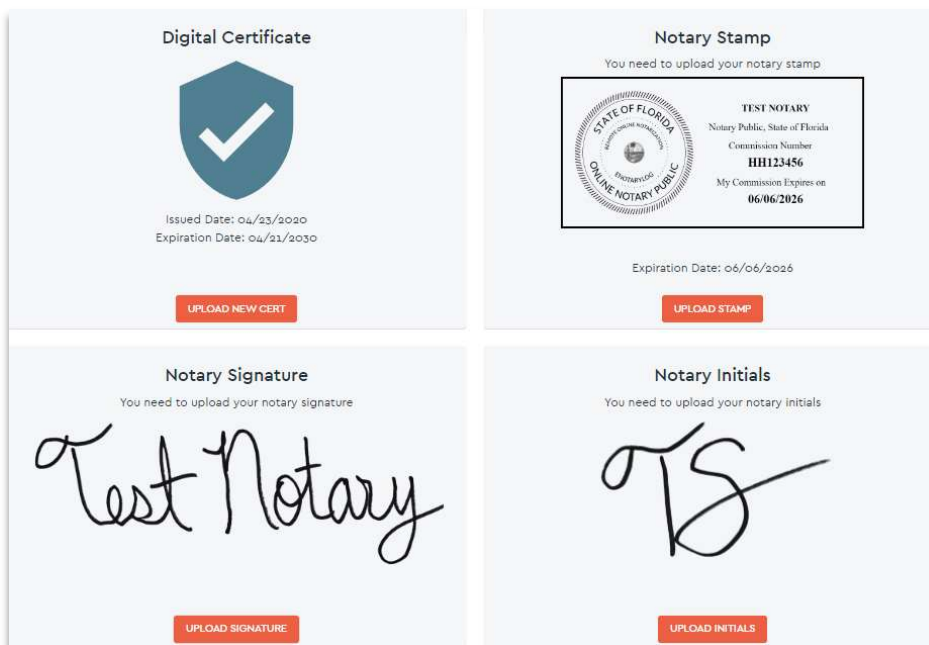 Digital Certificate
Issued Date: 04/23/2020
Expiration Date: 04/21/2030
UPLOAD NEW CERT
Notary Stamp
You need to upload your notary stamp
STATE OF FLORIDA
REMOTE ONLINE NOTARIZATION
ENOTARYLOG
ONLINE NOTARY PUBLIC
TEST NOTARY
Notary Public, State of Florida
Commission Number
HH123456
My Commission Expires on
06/06/2026
Expiration Date: 06/06/2026
UPLOAD STAMP
Notary Signature
You need to upload your notary signature
Test Notary
UPLOAD SIGNATURE
Notary Initials
You need to upload your notary initials
TS
UPLOAD INITIALS